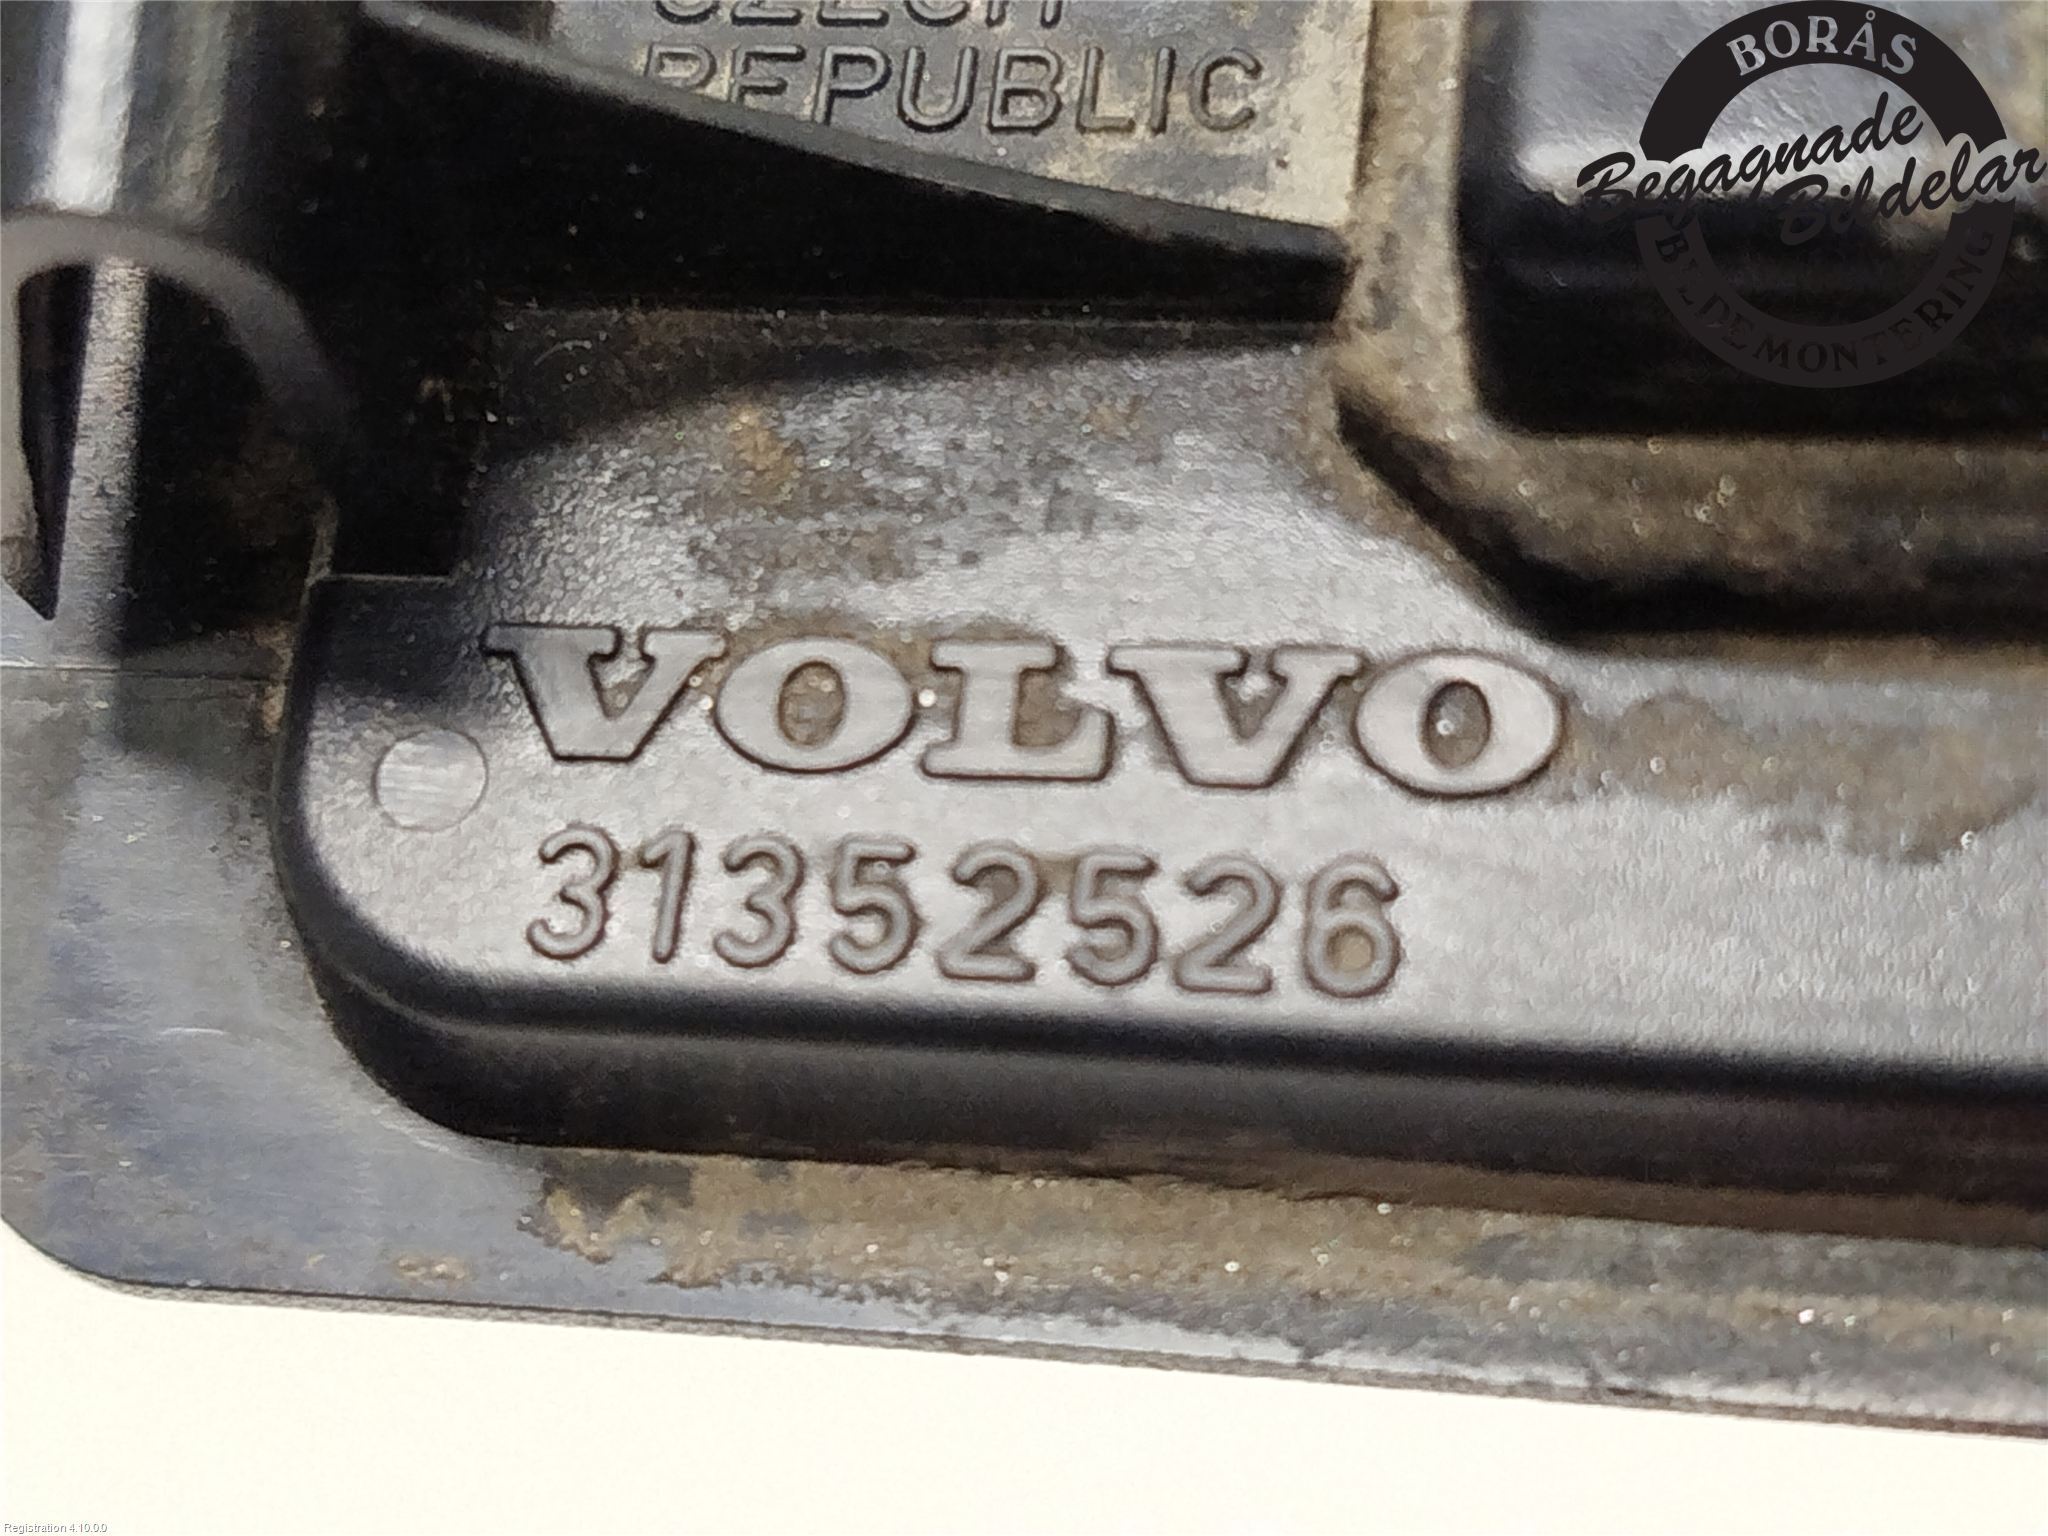 CZECH
REPUBLIC
BORÅS
Begagnade
Bildelar
BILDEMONTERING
VOLVO
31352526
Registration 4.10.0.0